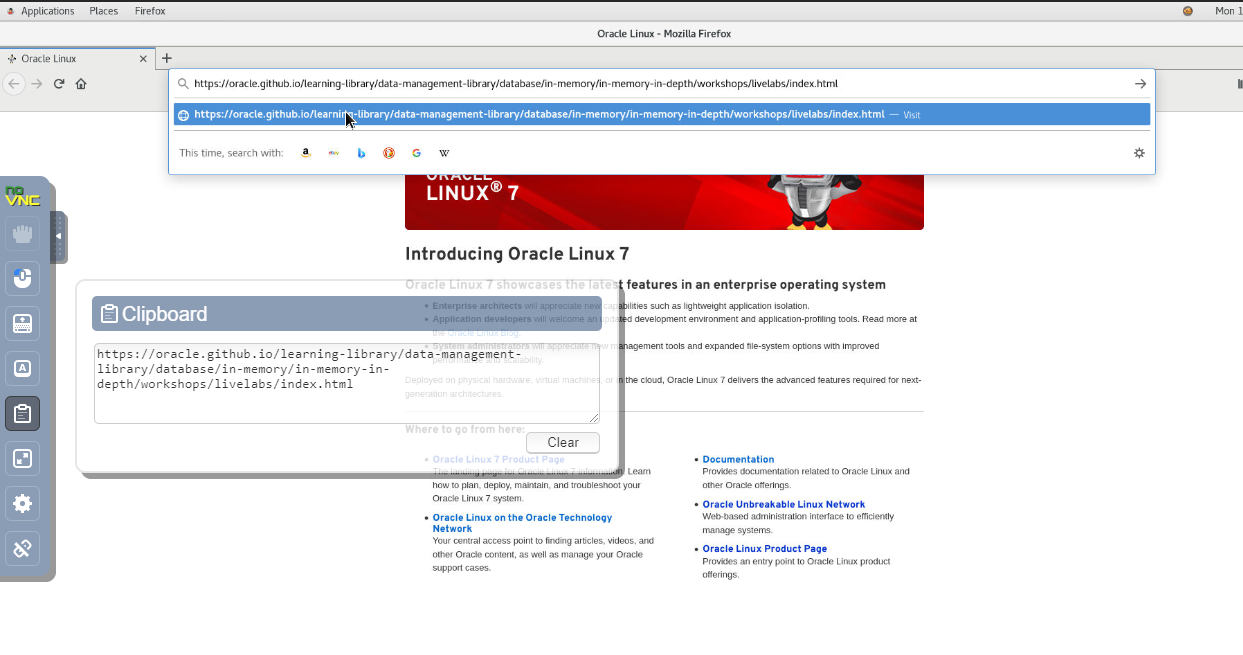 Applications Places Firefox Mon 1
Oracle Linux - Mozilla Firefox
Oracle Linux
https://oracle.github.io/learning-library/data-management-library/database/in-memory/in-memory-in-depth/workshops/livelabs/index.html
https://oracle.github.io/learning-library/data-management-library/database/in-memory/in-memory-in-depth/workshops/livelabs/index.html — Visit
This time, search with:
ORACLE
LINUX® 7
no
VNC
Introducing Oracle Linux 7
Oracle Linux 7 showcases the latest features in an enterprise operating system
• Enterprise architects will appreciate new capabilities such as lightweight application isolation.
• Application developers will welcome an updated development environment and application-profiling tools. Read more at
the Oracle Linux Blog.
• System administrators will appreciate new management tools and expanded file-system options with improved
performance and scalability.
Deployed on physical hardware, virtual machines, or in the cloud, Oracle Linux 7 delivers the advanced features required for next-
generation architectures.
Clipboard
https://oracle.github.io/learning-library/data-management-
library/database/in-memory/in-memory-in-
depth/workshops/livelabs/index.html
Clear
Where to go from here:
• Oracle Linux 7 Product Page
The landing page for Oracle Linux 7 information. Learn
how to plan, deploy, maintain, and troubleshoot your
Oracle Linux 7 system.
• Oracle Linux on the Oracle Technology
Network
Your central access point to finding articles, videos, and
other Oracle content, as well as manage your Oracle
support cases.
• Documentation
Provides documentation related to Oracle Linux and
other Oracle offerings.
• Oracle Unbreakable Linux Network
Web-based administration interface to efficiently
manage systems.
• Oracle Linux Product Page
Provides an entry point to Oracle Linux product
offerings.